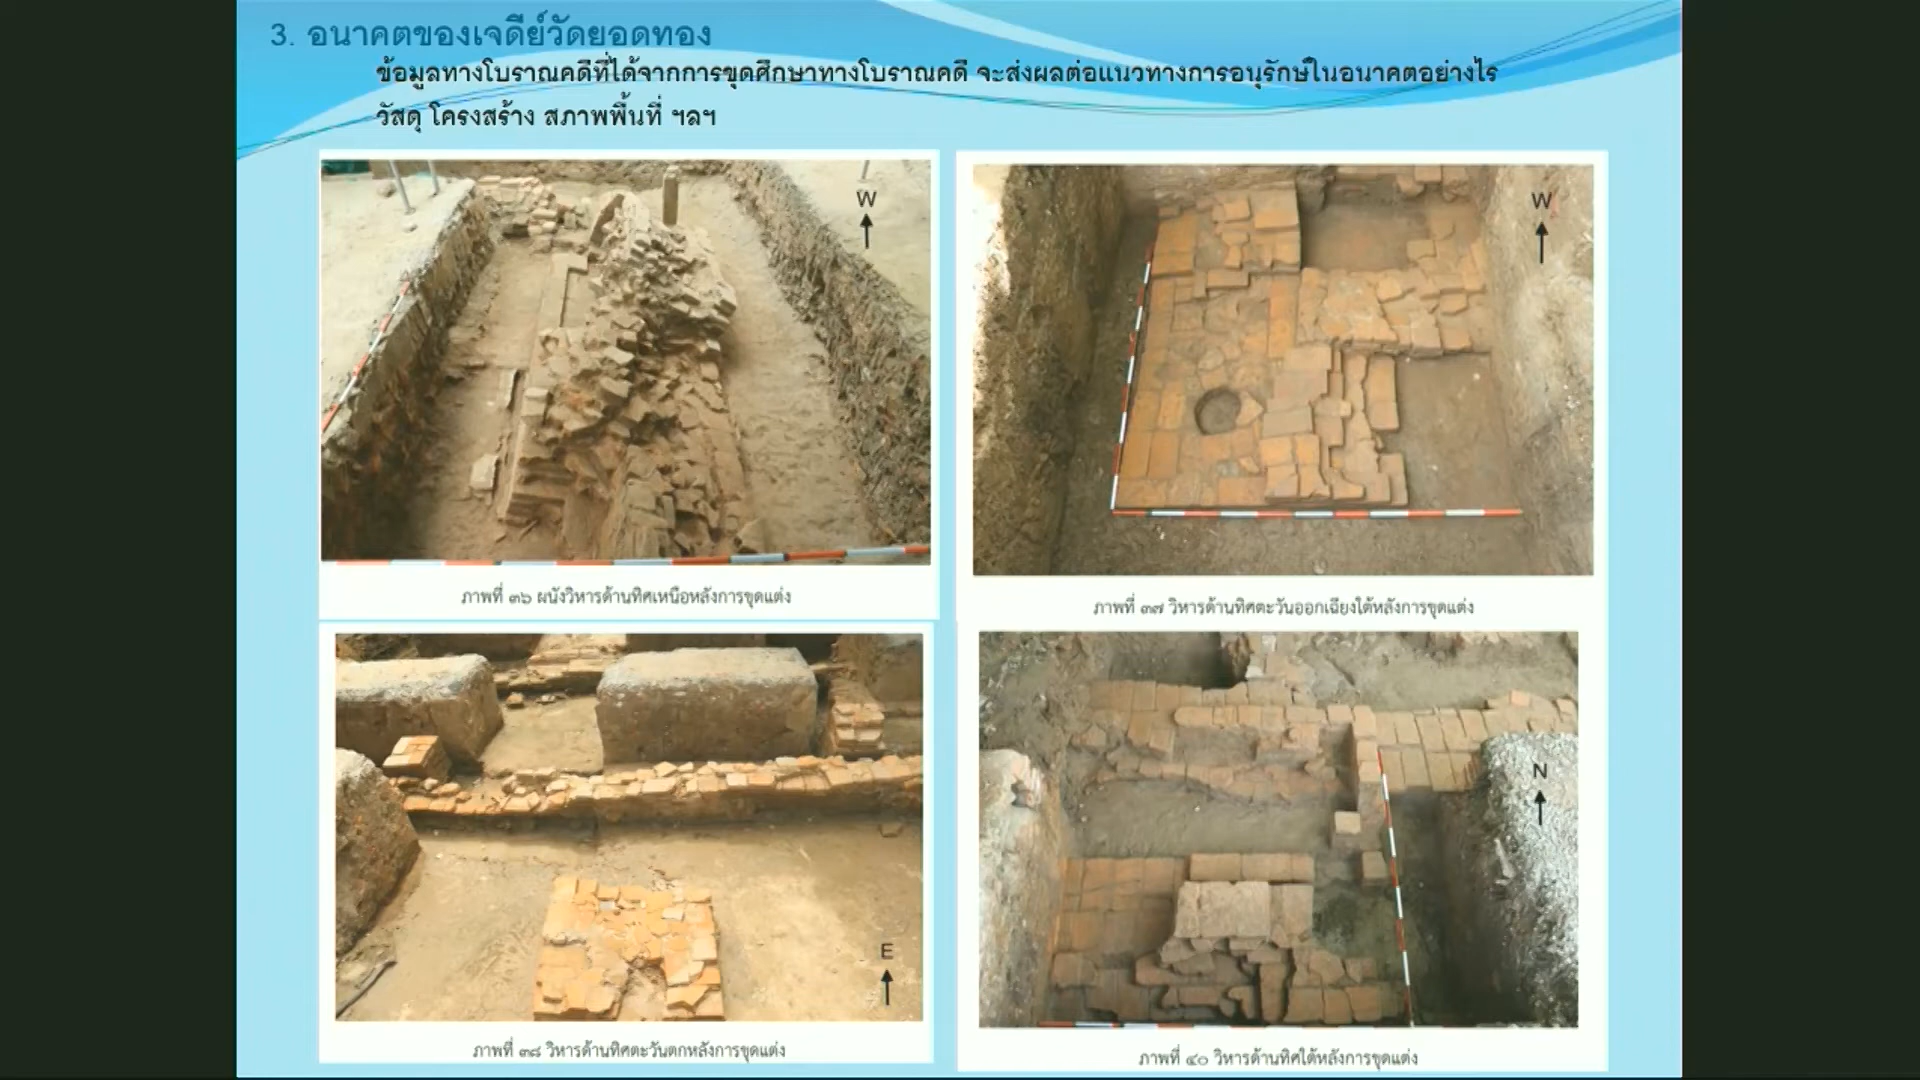 3. อนาคตของเจดีย์วัดยอดทอง
ข้อมูลทางโบราณคดีที่ได้จากการขุดศึกษาทางโบราณคดี จะส่งผลต่อแนวทางการอนุรักษ์ในอนาคตอย่างไร
วัสดุ โครงสร้าง สภาพพื้นที่ ฯลฯ
W
W
ภาพที่ ๓๖ ผนังวิหารด้านทิศเหนือหลังการขุดแต่ง
ภาพที่ ๓๗ วิหารด้านทิศตะวันออกเฉียงใต้หลังการขุดแต่ง
E
N
ภาพที่ ๓๘ วิหารด้านทิศตะวันตกหลังการขุดแต่ง
ภาพที่ ๔๐ วิหารด้านทิศใต้หลังการขุดแต่ง